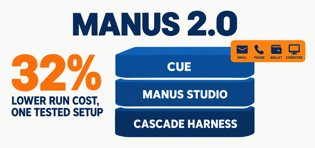 MANUS 2.0
EMAIL
PHONE
WALLET
COMPUTER
32%
LOWER RUN COST,
ONE TESTED SETUP
CUE
MANUS STUDIO
CASCADE HARNESS